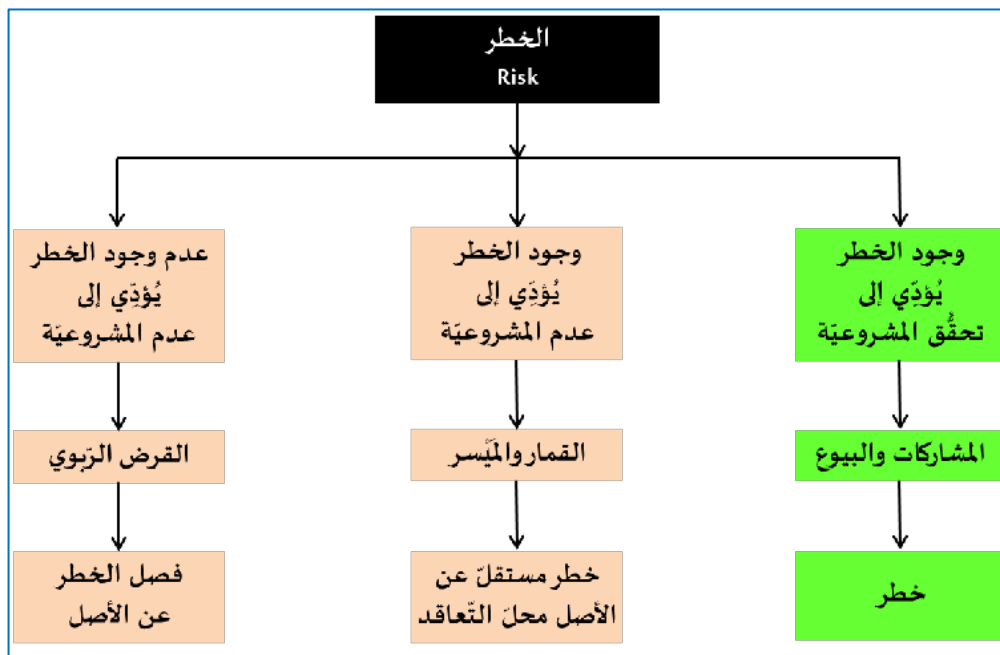 الخطر
Risk
وجود الخطر
يُؤدِّي إلى
تحقُّق المشروعيّة
وجود الخطر
يُؤدِّي إلى
عدم المشروعيّة
عدم وجود الخطر
يُؤدِّي إلى
عدم المشروعيّة
المشاركات والبيوع
القمار والمَيْسر
القرض الرّبوي
خطر
خطر مستقلّ عن
الأصل محلّ التّعاقد
فصل الخطر
عن الأصل